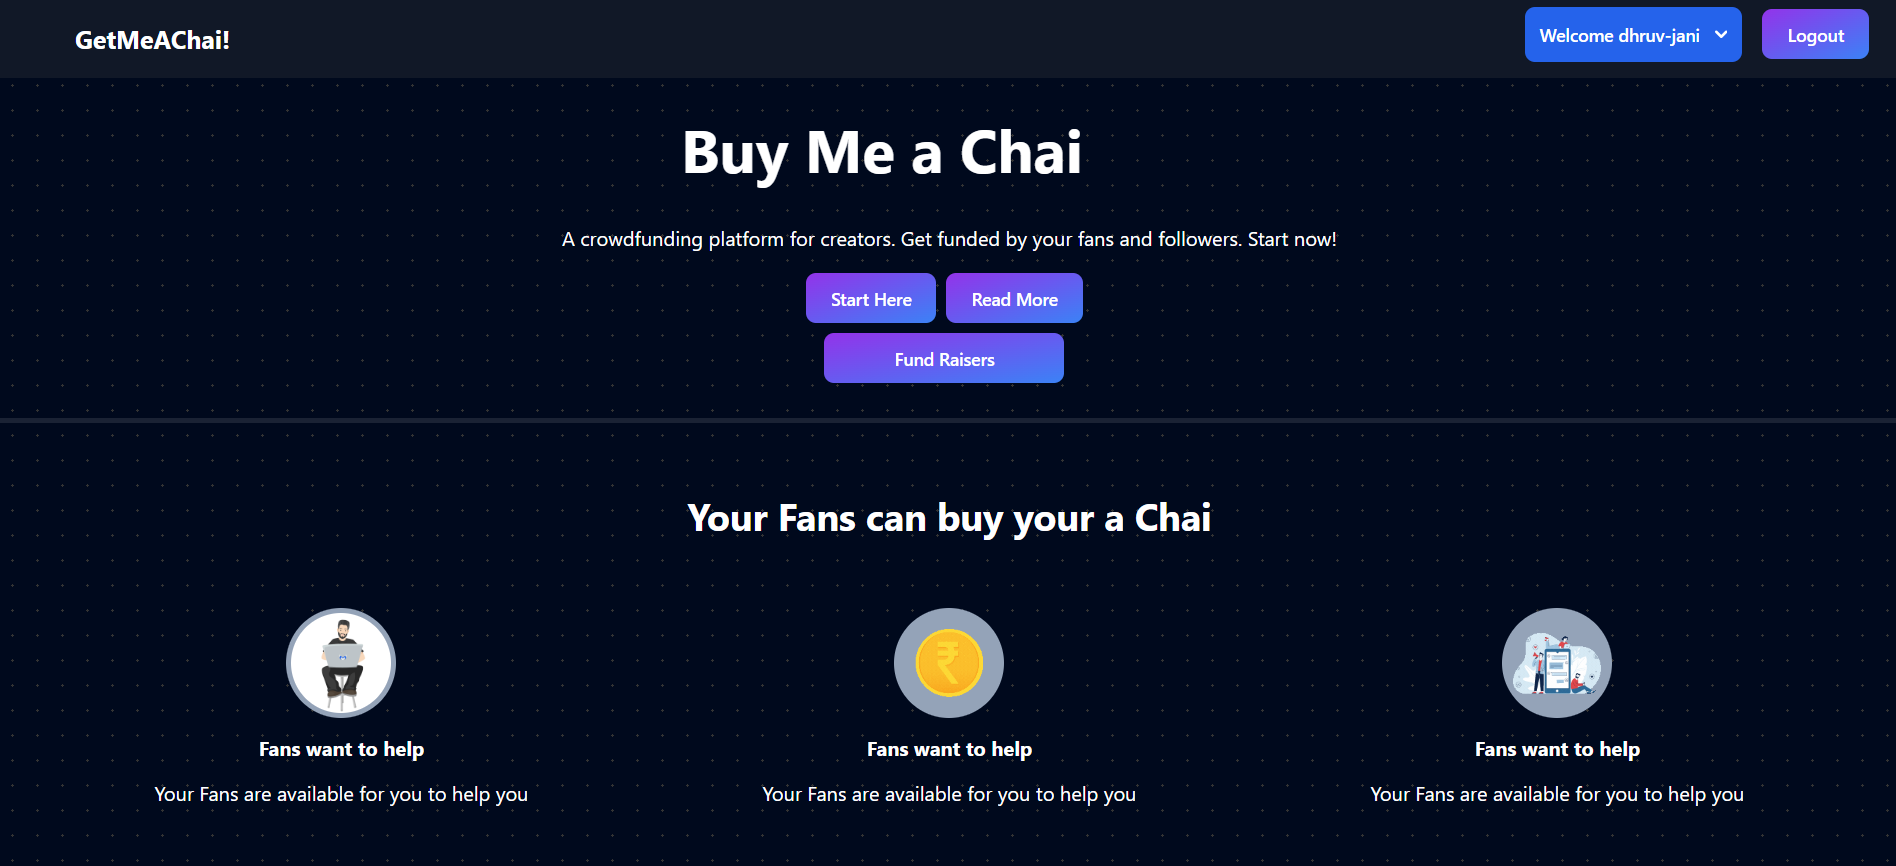 GetMeAChai!
Welcome dhruv-jani
Logout
Buy Me a Chai
A crowdfunding platform for creators. Get funded by your fans and followers. Start now!
Start Here
Read More
Fund Raisers
Your Fans can buy your a Chai
₹
Fans want to help
Your Fans are available for you to help you
Fans want to help
Your Fans are available for you to help you
Fans want to help
Your Fans are available for you to help you